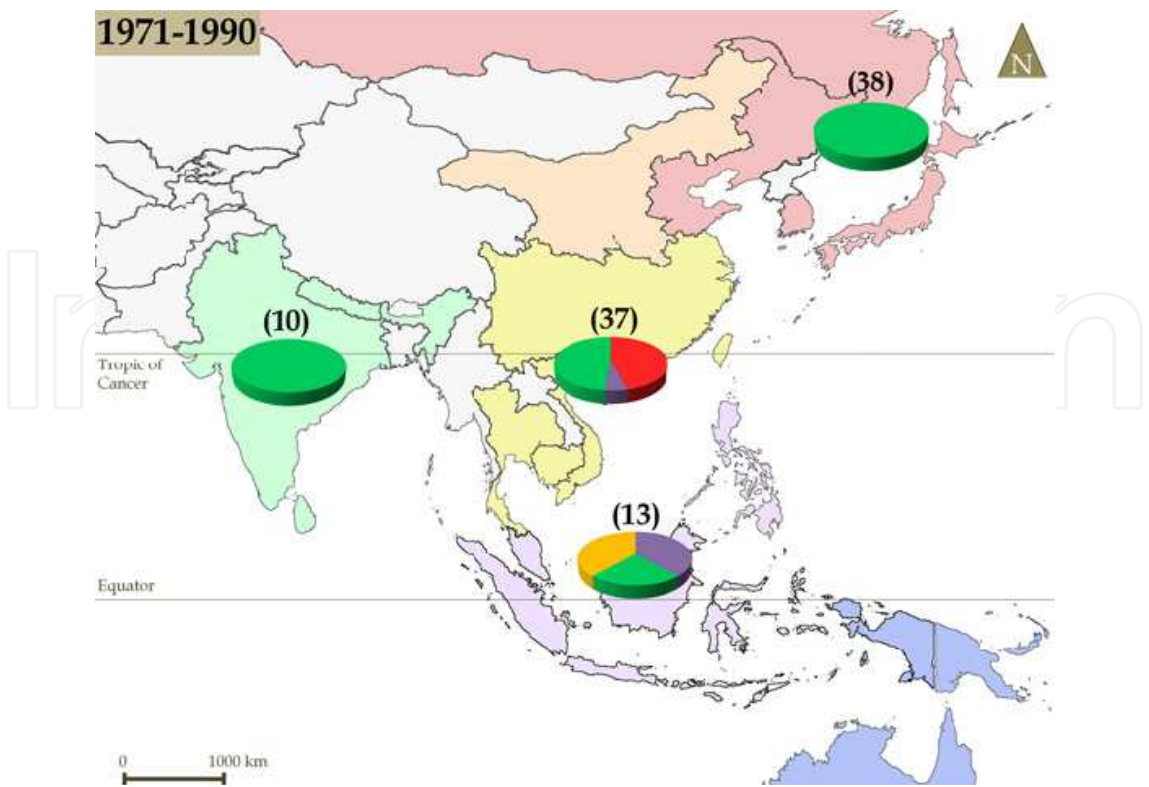 1971-1990
N
(38)
(10)
(37)
Tropic of
Cancer
(13)
Equator
0 1000 km